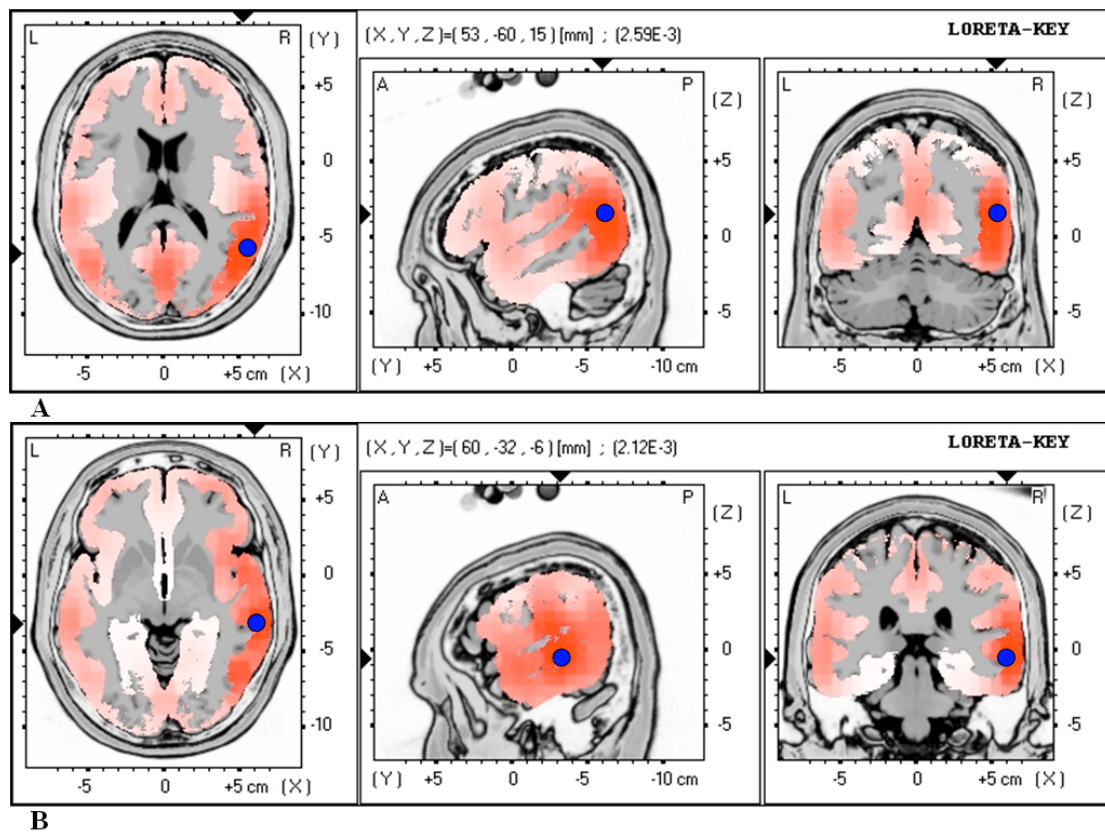 L R (Y) (X,Y,Z)=(53,-60,15)[mm] ; (2.59E-3) LORETA-KEY
A P (Z) L R (Z)
+5 +5 +5
0
-5 0 0
-10 -5 -5
-5 0 +5 cm (X) (Y) +5 0 -5 -10 cm -5 0 +5 cm (X)
A
L R (Y) (X,Y,Z)=(60,-32,-6)[mm] ; (2.12E-3) LORETA-KEY
A P (Z) L R (Z)
+5 +5 +5
0
-5 0 0
-10 -5 -5
-5 0 +5 cm (X) (Y) +5 0 -5 -10 cm -5 0 +5 cm (X)
B